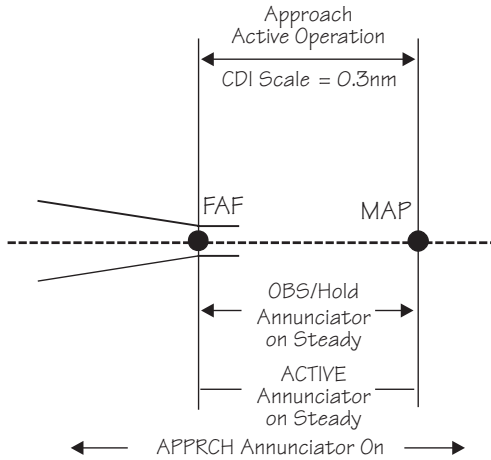 Approach
Active Operation
CDI Scale = 0.3nm
FAF
MAP
OBS/Hold
Annunciator
on Steady
ACTIVE
Annunciator
on Steady
APPRCH Annunciator On